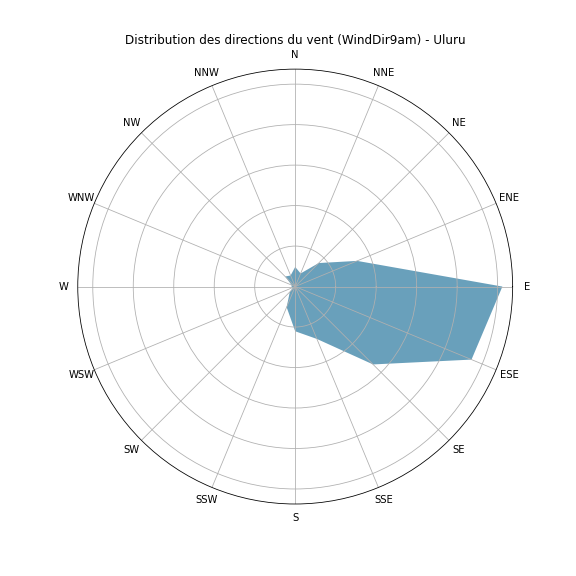 Distribution des directions du vent (WindDir9am) - Uluru
N
NNW
NNE
NW
NE
WNW
ENE
W
E
WSW
ESE
SW
SE
SSW
SSE
S